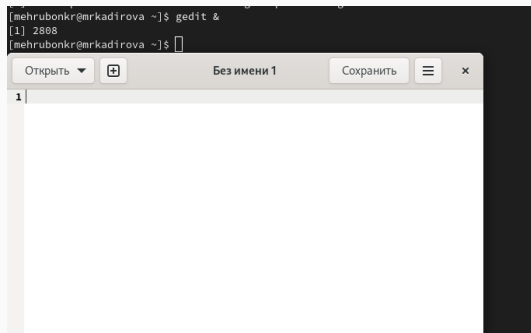 [mehrubonkr@mrkadirova ~]$ gedit &
[1] 2808
[mehrubonkr@mrkadirova ~]$
Открыть Без имени 1 Сохранить
1